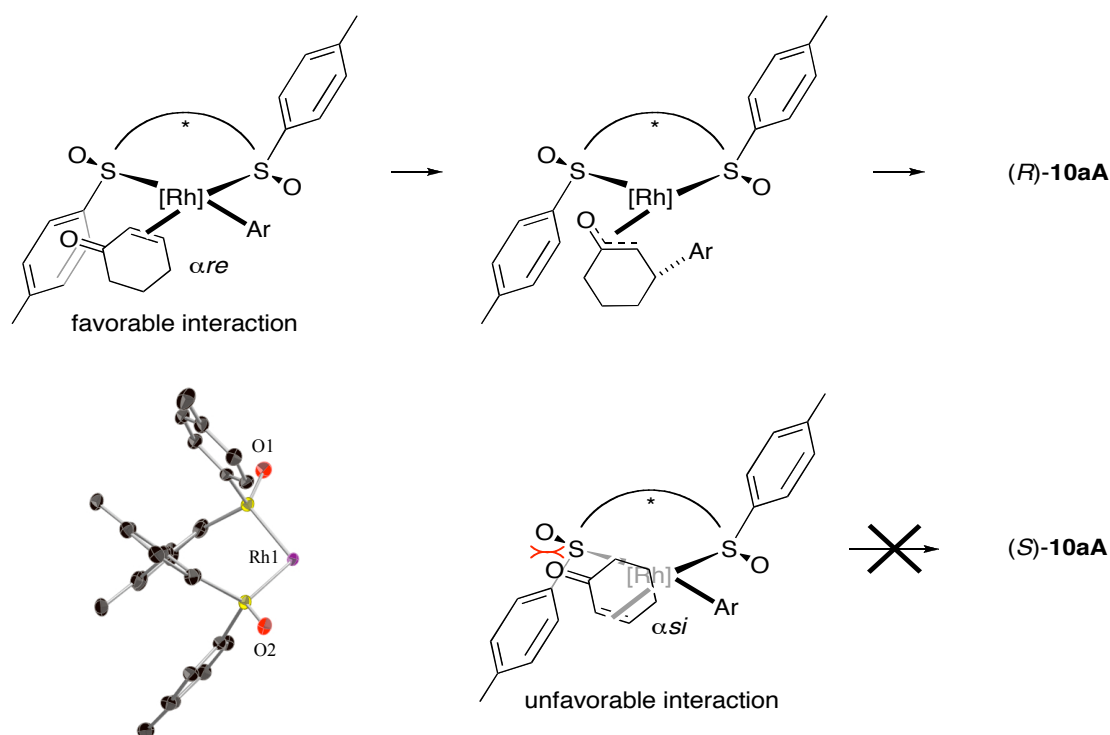 *
*
O
S
S
O
O
S
S
O
[Rh]
[Rh]
(R)-10aA
Ar
O
O
Ar
αre
favorable interaction
O1
Rh1
O2
*
O
S
S
O
O
[Rh]
Ar
αsi
(S)-10aA
unfavorable interaction